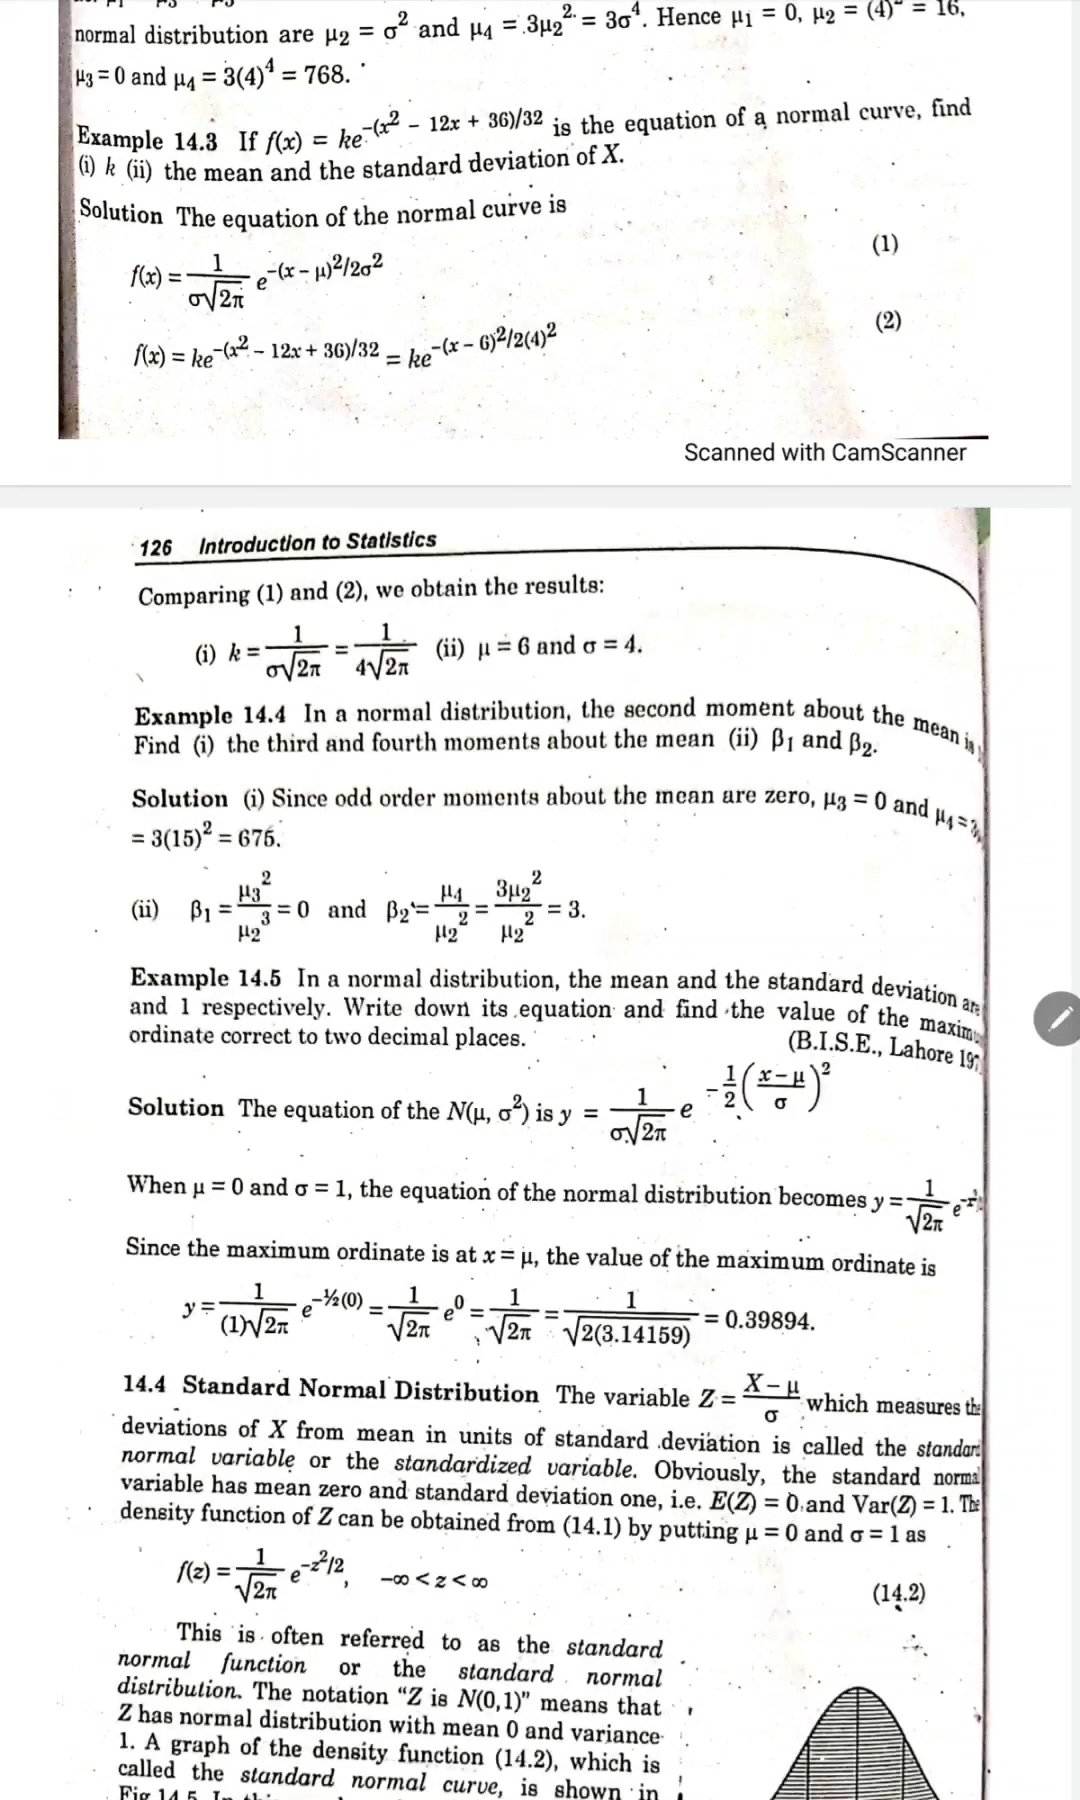 normal distribution are μ₂ = σ² and μ₄ = 3μ₂² = 3σ⁴. Hence μ₁ = 0, μ₂ = (4)² = 16,
μ₃ = 0 and μ₄ = 3(4)⁴ = 768.
Example 14.3 If f(x) = ke^-(x² - 12x + 36)/32 is the equation of a normal curve, find
(i) k (ii) the mean and the standard deviation of X.
Solution The equation of the normal curve is
f(x) = 1/(σ√2π) e^-(x - μ)²/2σ² (1)
f(x) = ke^-(x² - 12x + 36)/32 = ke^-(x - 6)²/2(4)² (2)
Scanned with CamScanner
126 Introduction to Statistics
Comparing (1) and (2), we obtain the results:
(i) k = 1/(σ√2π) = 1/(4√2π) (ii) μ = 6 and σ = 4.
Example 14.4 In a normal distribution, the second moment about the mean is
Find (i) the third and fourth moments about the mean (ii) β₁ and β₂.
Solution (i) Since odd order moments about the mean are zero, μ₃ = 0 and μ₄ =
= 3(15)² = 675.
(ii) β₁ = μ₃²/μ₂³ = 0 and β₂ = μ₄/μ₂² = 3μ₂²/μ₂² = 3.
Example 14.5 In a normal distribution, the mean and the standard deviation are
and 1 respectively. Write down its equation and find the value of the
ordinate correct to two decimal places. (B.I.S.E., Lahore
Solution The equation of the N(μ, σ²) is y = 1/(σ√2π) e^-½((x - μ)/σ)²
When μ = 0 and σ = 1, the equation of the normal distribution becomes y = 1/√2π e
Since the maximum ordinate is at x = μ, the value of the maximum ordinate is
y = 1/((1)√2π) e^-½(0) = 1/√2π e⁰ = 1/√2π = 1/√2(3.14159) = 0.39894.
14.4 Standard Normal Distribution The variable Z = (X - μ)/σ which measures the
deviations of X from mean in units of standard deviation is called the standard
normal variable or the standardized variable. Obviously, the standard normal
variable has mean zero and standard deviation one, i.e. E(Z) = 0 and Var(Z) = 1. The
density function of Z can be obtained from (14.1) by putting μ = 0 and σ = 1 as
f(z) = 1/√2π e^-z²/2, -∞ < z < ∞ (14.2)
This is often referred to as the standard
normal function or the standard normal
distribution. The notation “Z is N(0,1)” means that
Z has normal distribution with mean 0 and variance
1. A graph of the density function (14.2), which is
called the standard normal curve, is shown in
Fig 14.5